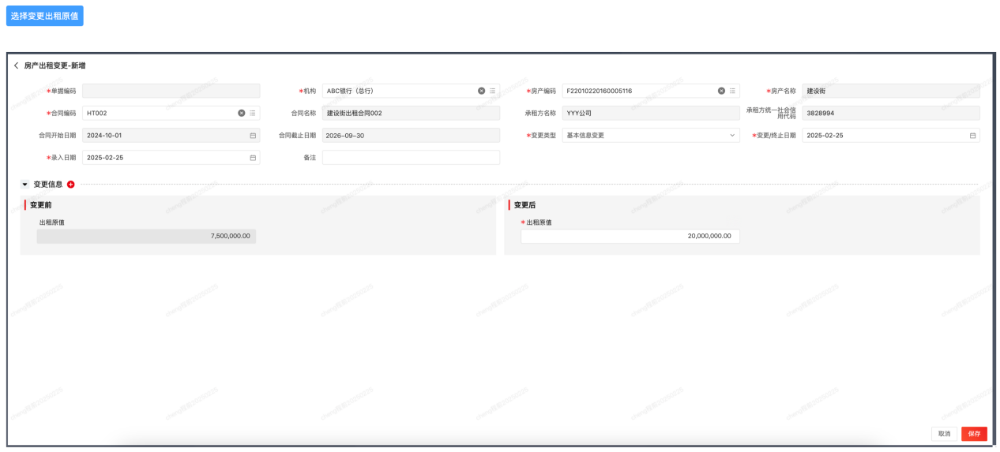 选择变更出租原值
房产出租变更-新增
*单据编码
*机构 ABC银行（总行）
*房产编码 F22010220160005116
*房产名称 建设街
*合同编码 HT002
合同名称 建设街出租合同002
承租方名称 YYY公司
承租方统一社会信用代码 3828994
合同开始日期 2024-10-01
合同截止日期 2026-09-30
*变更类型 基本信息变更
*变更/终止日期 2025-02-25
*录入日期 2025-02-25
备注
变更信息
变更前
出租原值
7,500,000.00
变更后
*出租原值
20,000,000.00
取消
保存